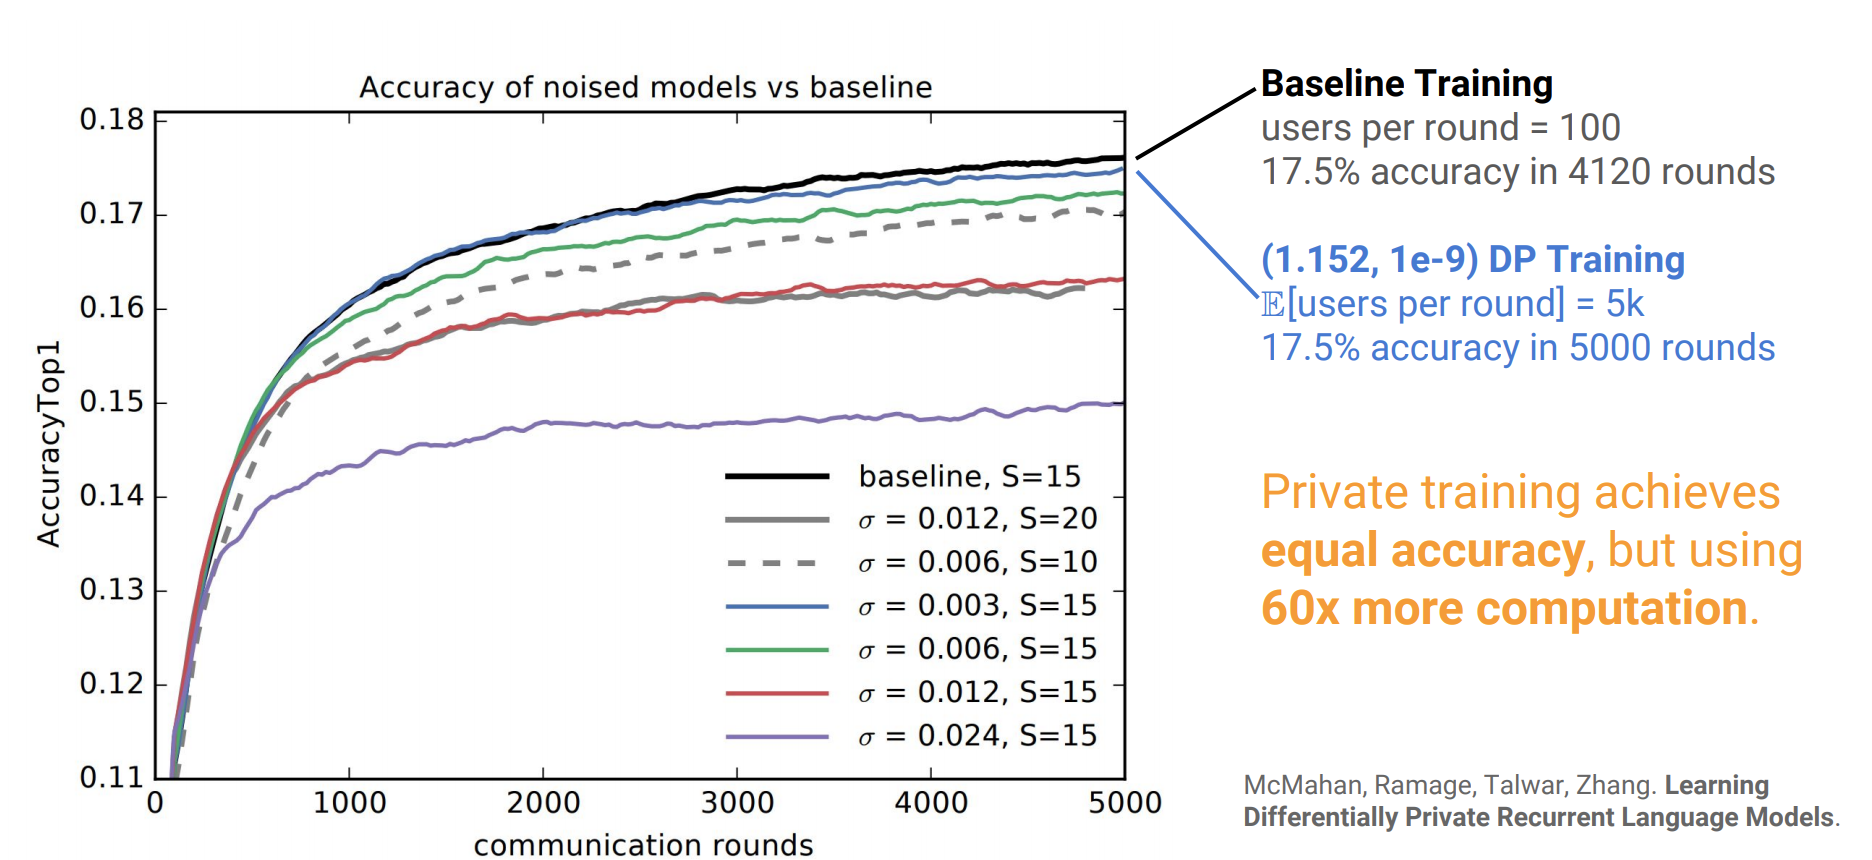 Accuracy of noised models vs baseline
0.18
0.17
0.16
0.15
0.14
0.13
0.12
0.11
AccuracyTop1
0
1000
2000
3000
4000
5000
communication rounds
baseline, S=15
σ = 0.012, S=20
σ = 0.006, S=10
σ = 0.003, S=15
σ = 0.006, S=15
σ = 0.012, S=15
σ = 0.024, S=15
Baseline Training
users per round = 100
17.5% accuracy in 4120 rounds
(1.152, 1e-9) DP Training
𝔼[users per round] = 5k
17.5% accuracy in 5000 rounds
Private training achieves
equal accuracy, but using
60x more computation.
McMahan, Ramage, Talwar, Zhang. Learning
Differentially Private Recurrent Language Models.